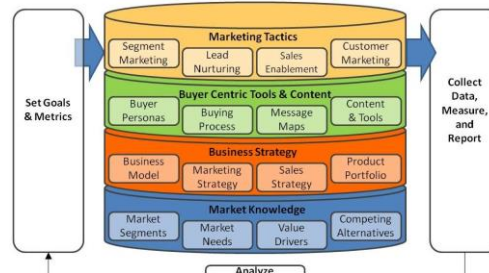 Set Goals
& Metrics
Marketing Tactics
Segment
Marketing
Lead
Nurturing
Sales
Enablement
Customer
Marketing
Buyer Centric Tools & Content
Buyer
Personas
Buying
Process
Message
Maps
Content
& Tools
Business Strategy
Business
Model
Marketing
Strategy
Sales
Strategy
Product
Portfolio
Market Knowledge
Market
Segments
Market
Needs
Value
Drivers
Competing
Alternatives
Collect
Data,
Measure,
and
Report
Analyze